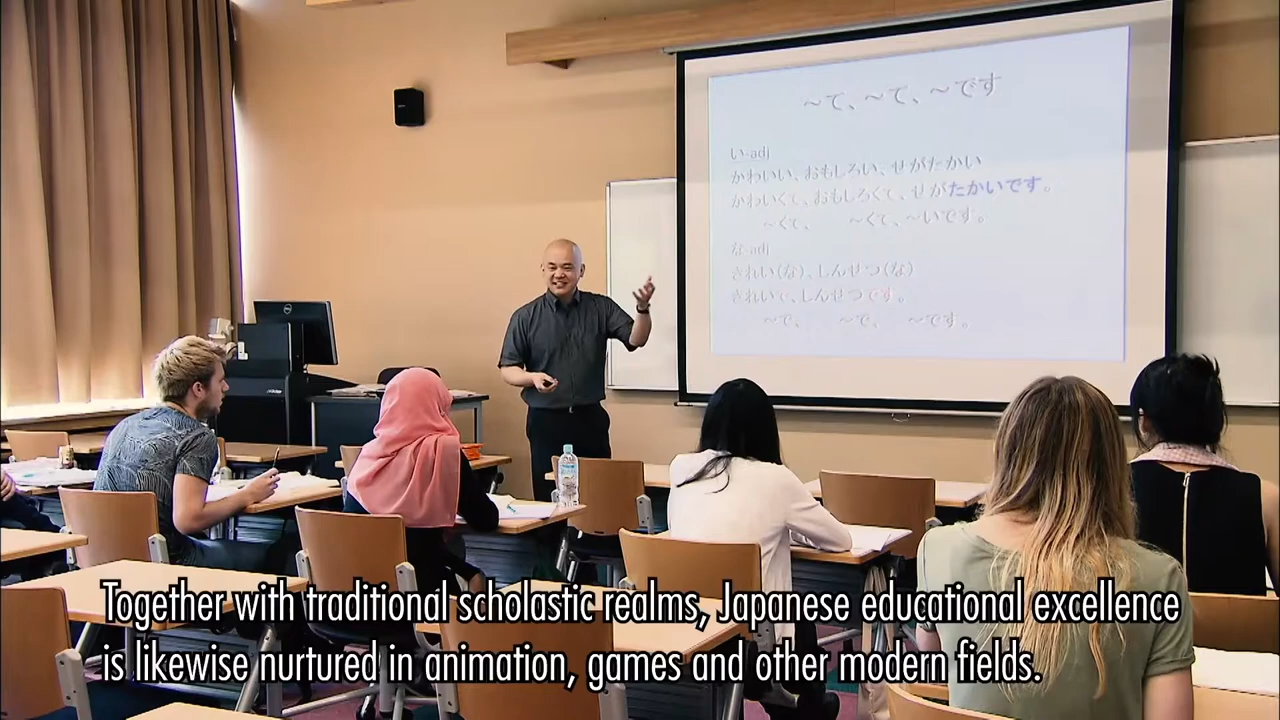 ～て、～て、～です
い-adj
かわいい、おもしろい、せがたかい
かわいくて、おもしろくて、せがたかいです。
～くて、 ～くて、～いです。
な-adj
きれい(な)、しんせつ(な)
きれいで、しんせつです。
～で、 ～で、 ～です。
Together with traditional scholastic realms, Japanese educational excellence
is likewise nurtured in animation, games and other modern fields.